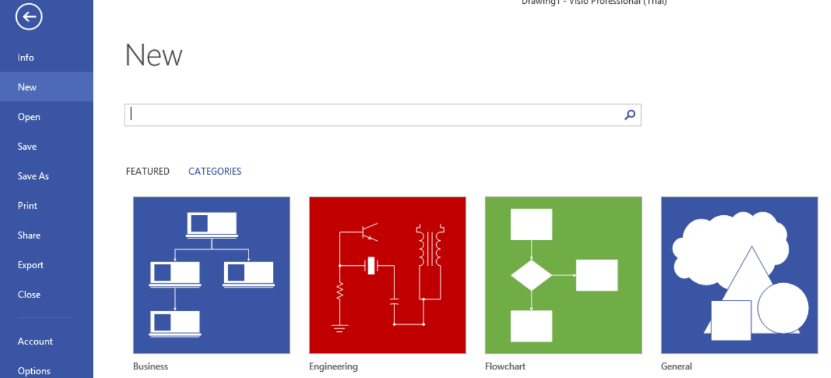 Drawing1 - Visio Professional (Trial)
Info
New
Open
Save
Save As
Print
Share
Export
Close
Account
Options
New
FEATURED CATEGORIES
Business
Engineering
Flowchart
General